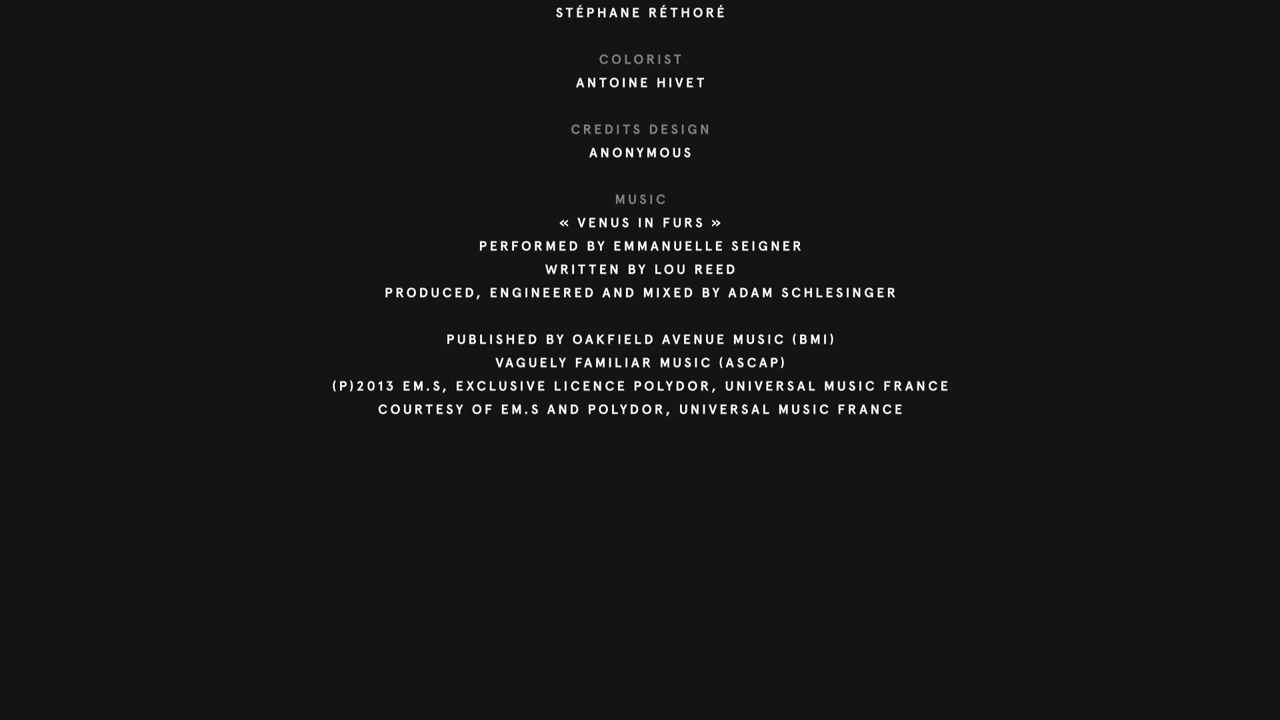 STÉPHANE RÉTHORÉ
COLORIST
ANTOINE HIVET
CREDITS DESIGN
ANONYMOUS
MUSIC
« VENUS IN FURS »
PERFORMED BY EMMANUELLE SEIGNER
WRITTEN BY LOU REED
PRODUCED, ENGINEERED AND MIXED BY ADAM SCHLESINGER
PUBLISHED BY OAKFIELD AVENUE MUSIC (BMI)
VAGUELY FAMILIAR MUSIC (ASCAP)
(P)2013 EM.S, EXCLUSIVE LICENCE POLYDOR, UNIVERSAL MUSIC FRANCE
COURTESY OF EM.S AND POLYDOR, UNIVERSAL MUSIC FRANCE